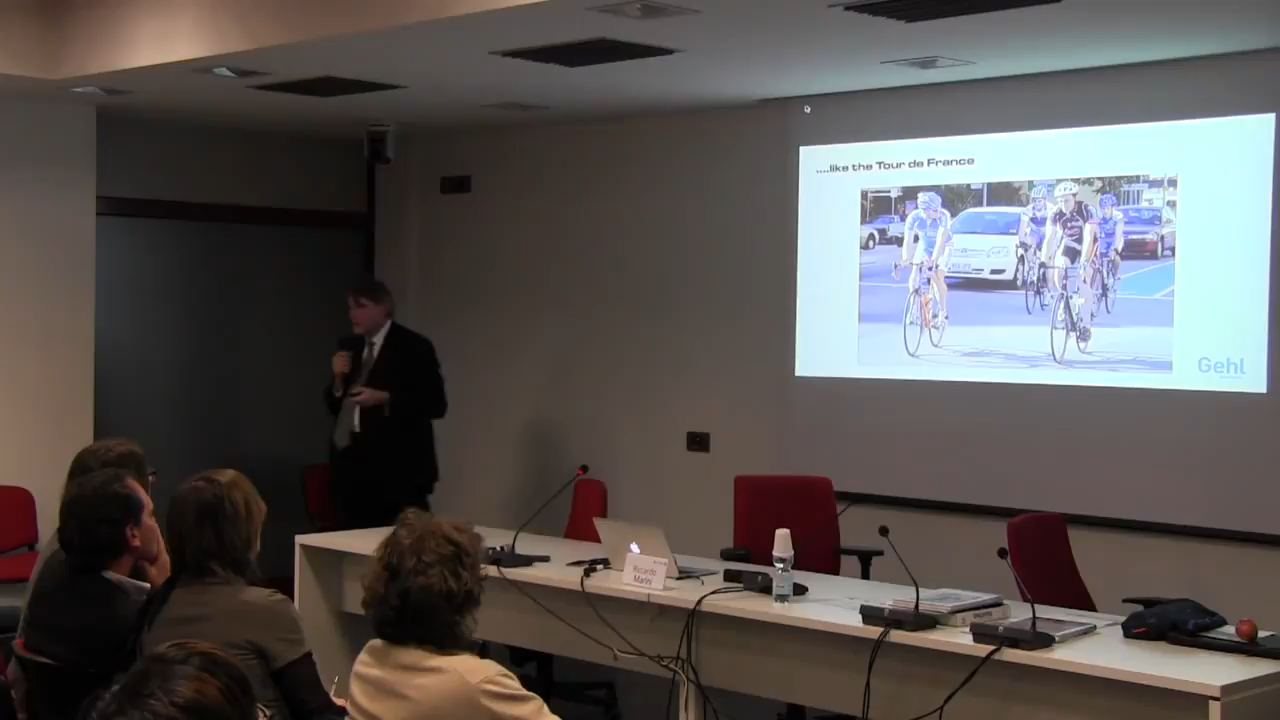 ....like the Tour de France
Gehl
Riccardo
Marini